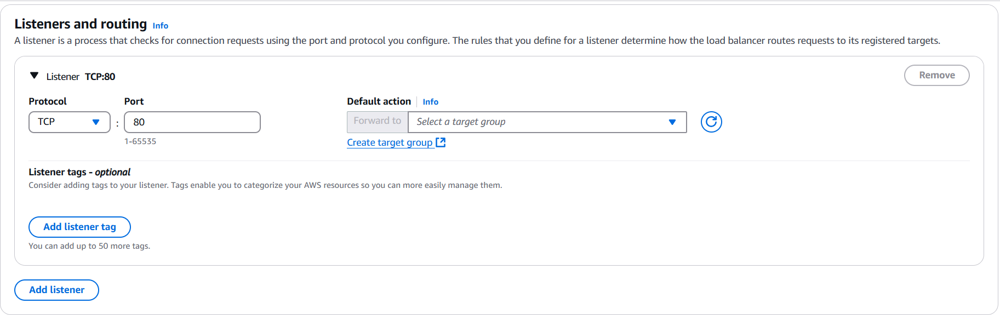 Listeners and routing Info
A listener is a process that checks for connection requests using the port and protocol you configure. The rules that you define for a listener determine how the load balancer routes requests to its registered targets.
Listener TCP:80
Remove
Protocol
Port
Default action Info
TCP
:
80
Forward to
Select a target group
1-65535
Create target group
Listener tags - optional
Consider adding tags to your listener. Tags enable you to categorize your AWS resources so you can more easily manage them.
Add listener tag
You can add up to 50 more tags.
Add listener